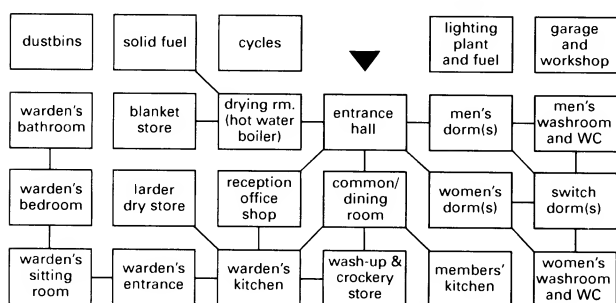 dustbins
solid fuel
cycles
lighting
plant
and fuel
garage
and
workshop
warden's
bathroom
blanket
store
drying rm.
(hot water
boiler)
entrance
hall
men's
dorm(s)
men's
washroom
and WC
warden's
bedroom
larder
dry store
reception
office
shop
common/
dining
room
women's
dorm(s)
switch
dorm(s)
warden's
sitting
room
warden's
entrance
warden's
kitchen
wash-up &
crockery
store
members'
kitchen
women's
washroom
and WC